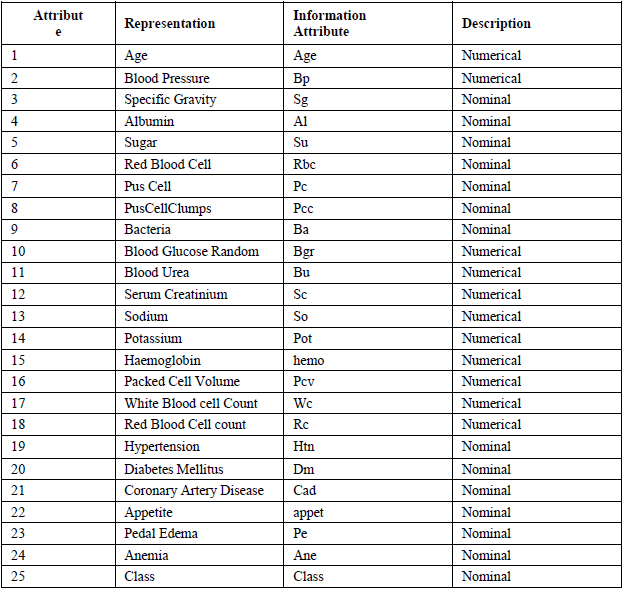 Attribut
e Representation Information
Attribute Description
1 Age Age Numerical
2 Blood Pressure Bp Numerical
3 Specific Gravity Sg Nominal
4 Albumin Al Nominal
5 Sugar Su Nominal
6 Red Blood Cell Rbc Nominal
7 Pus Cell Pc Nominal
8 PusCellClumps Pcc Nominal
9 Bacteria Ba Nominal
10 Blood Glucose Random Bgr Numerical
11 Blood Urea Bu Numerical
12 Serum Creatinium Sc Numerical
13 Sodium So Numerical
14 Potassium Pot Numerical
15 Haemoglobin hemo Numerical
16 Packed Cell Volume Pcv Numerical
17 White Blood cell Count Wc Numerical
18 Red Blood Cell count Rc Numerical
19 Hypertension Htn Nominal
20 Diabetes Mellitus Dm Nominal
21 Coronary Artery Disease Cad Nominal
22 Appetite appet Nominal
23 Pedal Edema Pe Nominal
24 Anemia Ane Nominal
25 Class Class Nominal